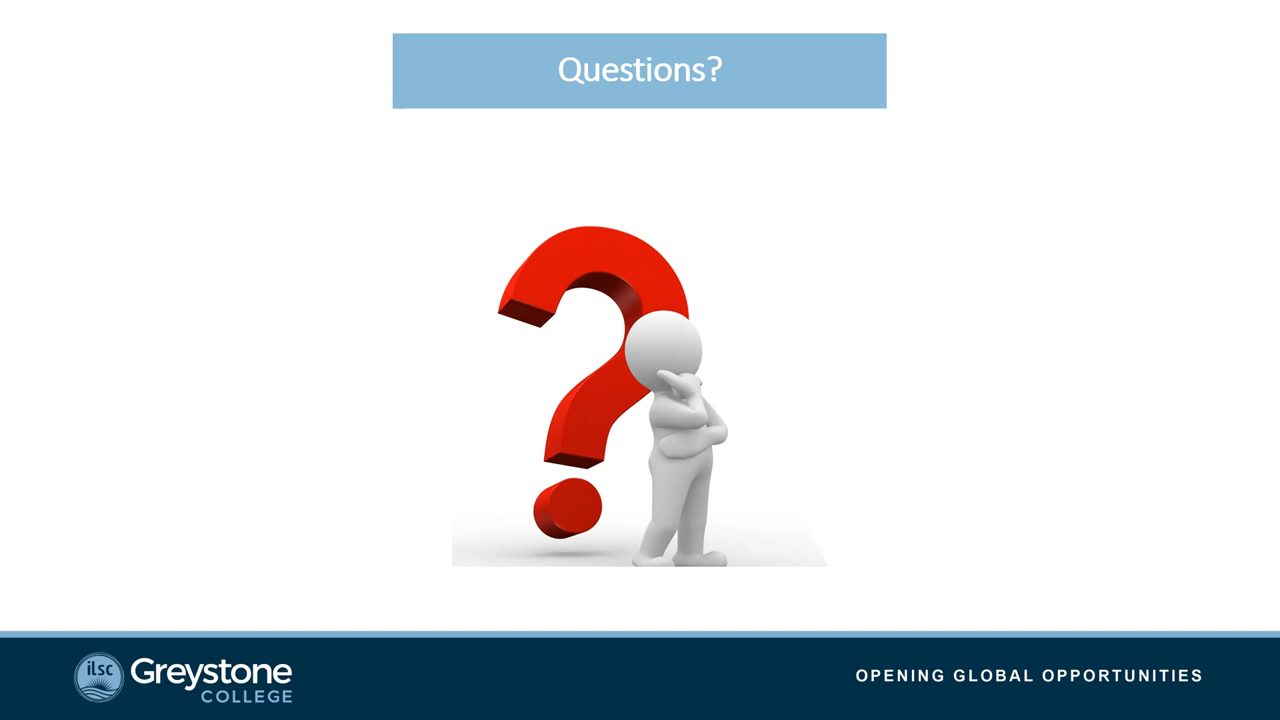 Questions?
ilsc
Greystone
COLLEGE
OPENING GLOBAL OPPORTUNITIES